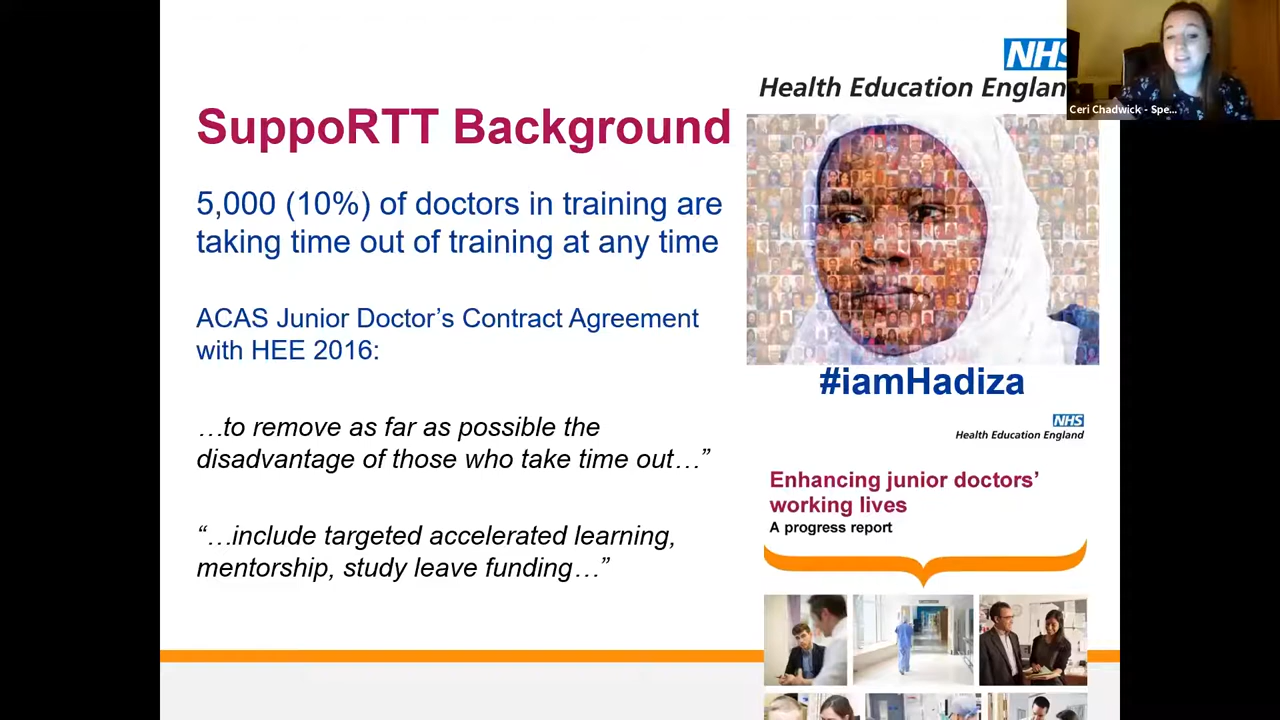 NHS
Health Education Englan
Ceri Chadwick - Spe...
SuppoRTT Background
5,000 (10%) of doctors in training are
taking time out of training at any time
ACAS Junior Doctor’s Contract Agreement
with HEE 2016:
…to remove as far as possible the
disadvantage of those who take time out…”
“…include targeted accelerated learning,
mentorship, study leave funding…”
#iamHadiza
NHS
Health Education England
Enhancing junior doctors’
working lives
A progress report